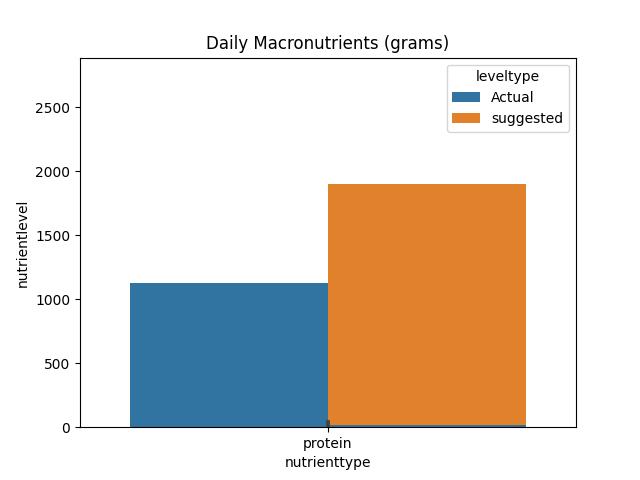 Daily Macronutrients (grams)
leveltype
Actual
suggested
2500
2000
1500
1000
500
0
nutrientlevel
protein
nutrienttype